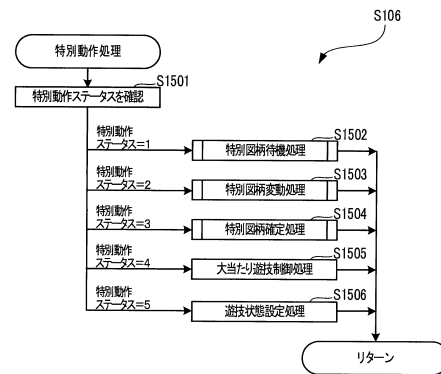 S106
特別動作処理
S1501
特別動作ステータスを確認
特別動作
ステータス=1
S1502
特別図柄待機処理
特別動作
ステータス=2
S1503
特別図柄変動処理
特別動作
ステータス=3
S1504
特別図柄確定処理
特別動作
ステータス=4
S1505
大当たり遊技制御処理
特別動作
ステータス=5
S1506
遊技状態設定処理
リターン